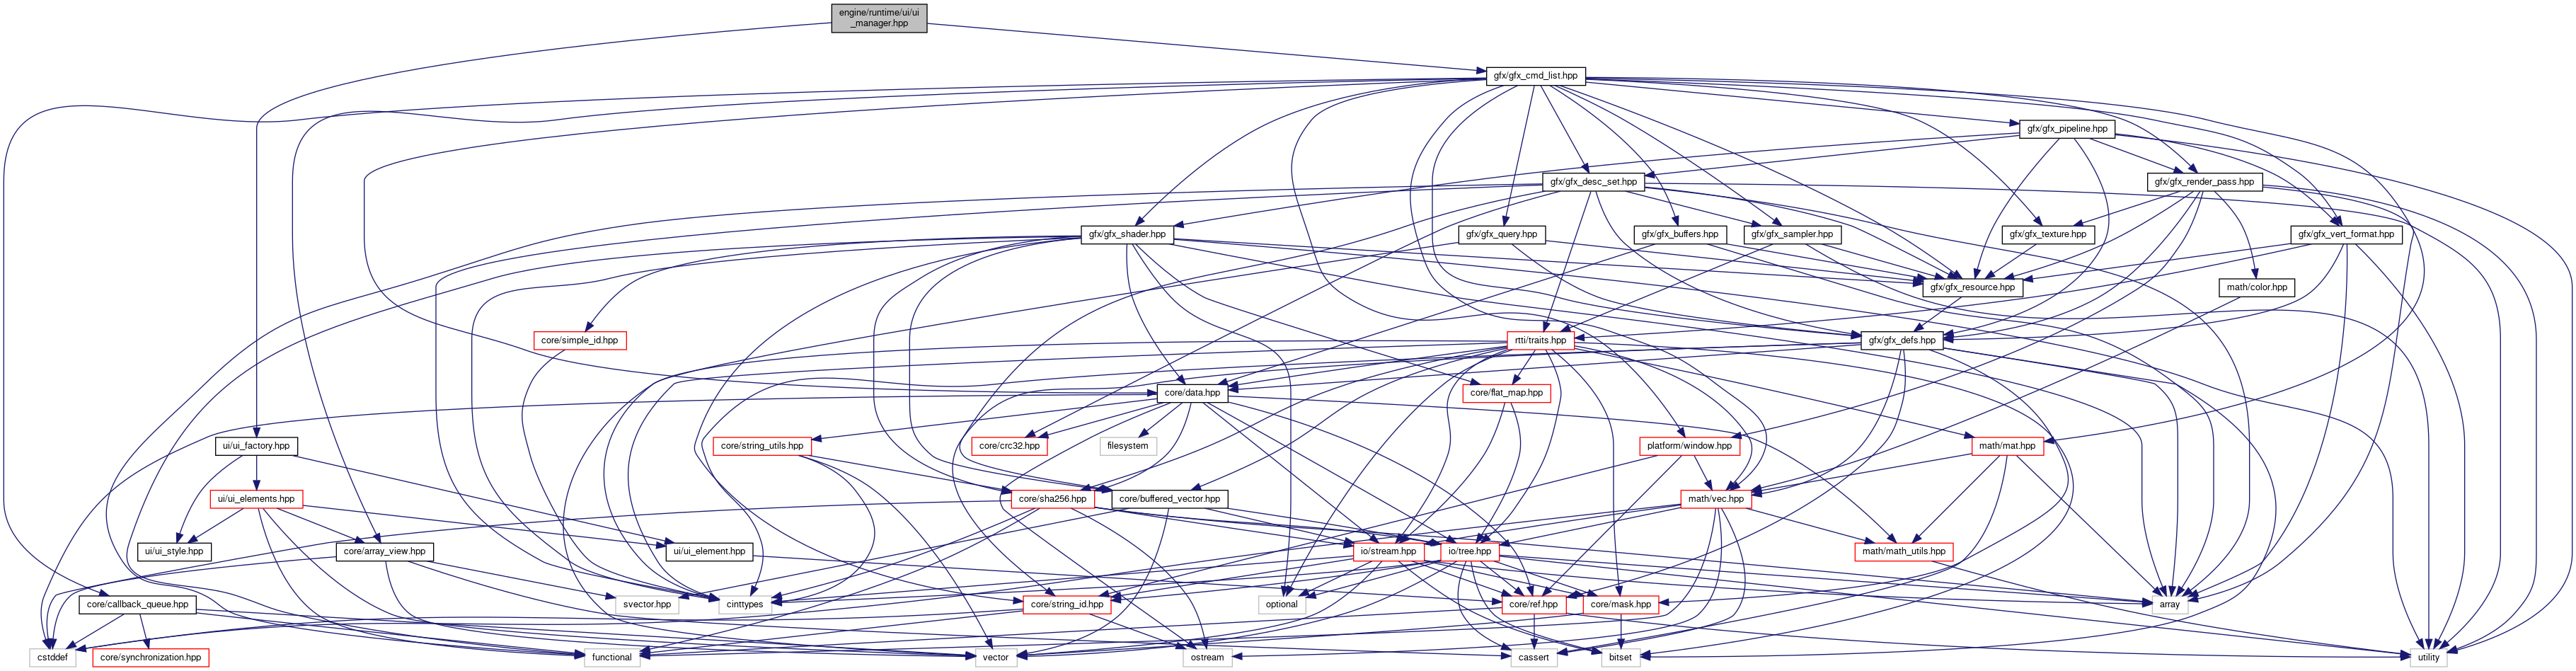 engine/runtime/ui/ui
_manager.hpp
gfx/gfx_cmd_list.hpp
gfx/gfx_pipeline.hpp
gfx/gfx_desc_set.hpp
gfx/gfx_render_pass.hpp
gfx/gfx_shader.hpp
gfx/gfx_query.hpp
gfx/gfx_buffers.hpp
gfx/gfx_sampler.hpp
gfx/gfx_texture.hpp
gfx/gfx_vert_format.hpp
gfx/gfx_resource.hpp
math/color.hpp
core/simple_id.hpp
rtti/traits.hpp
gfx/gfx_defs.hpp
core/data.hpp
core/flat_map.hpp
ui/ui_factory.hpp
core/string_utils.hpp
core/crc32.hpp
filesystem
platform/window.hpp
math/mat.hpp
ui/ui_elements.hpp
core/sha256.hpp
core/buffered_vector.hpp
math/vec.hpp
ui/ui_style.hpp
core/array_view.hpp
ui/ui_element.hpp
io/stream.hpp
io/tree.hpp
math/math_utils.hpp
core/callback_queue.hpp
svector.hpp
cinttypes
core/string_id.hpp
optional
core/ref.hpp
core/mask.hpp
array
cstddef
core/synchronization.hpp
functional
vector
ostream
cassert
bitset
utility